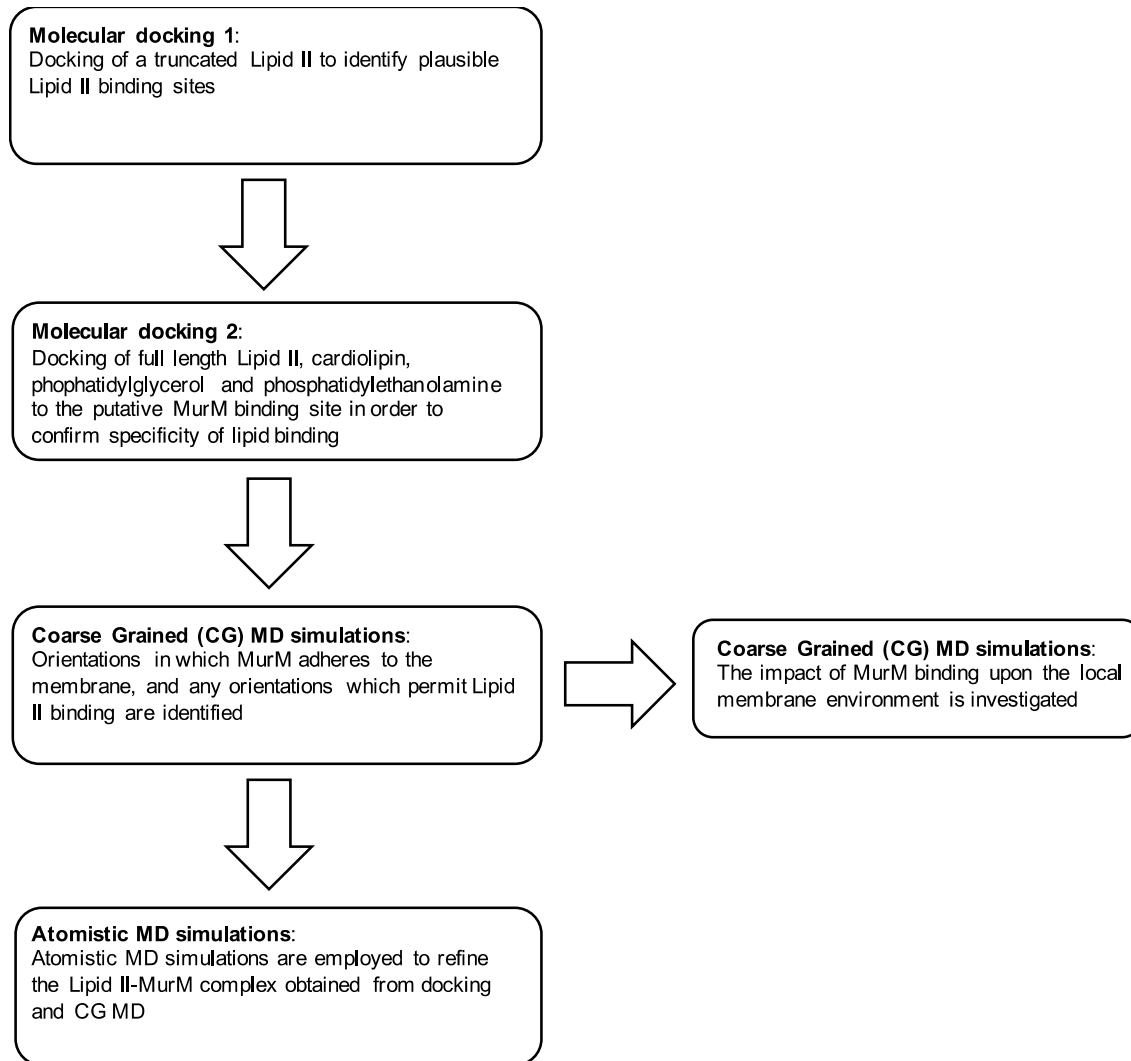 Molecular docking 1:
Docking of a truncated Lipid II to identify plausible
Lipid II binding sites
Molecular docking 2:
Docking of full length Lipid II, cardiolipin,
phophatidylglycerol and phosphatidylethanolamine
to the putative MurM binding site in order to
confirm specificity of lipid binding
Coarse Grained (CG) MD simulations:
Orientations in which MurM adheres to the
membrane, and any orientations which permit Lipid
II binding are identified
Coarse Grained (CG) MD simulations:
The impact of MurM binding upon the local
membrane environment is investigated
Atomistic MD simulations:
Atomistic MD simulations are employed to refine
the Lipid II-MurM complex obtained from docking
and CG MD